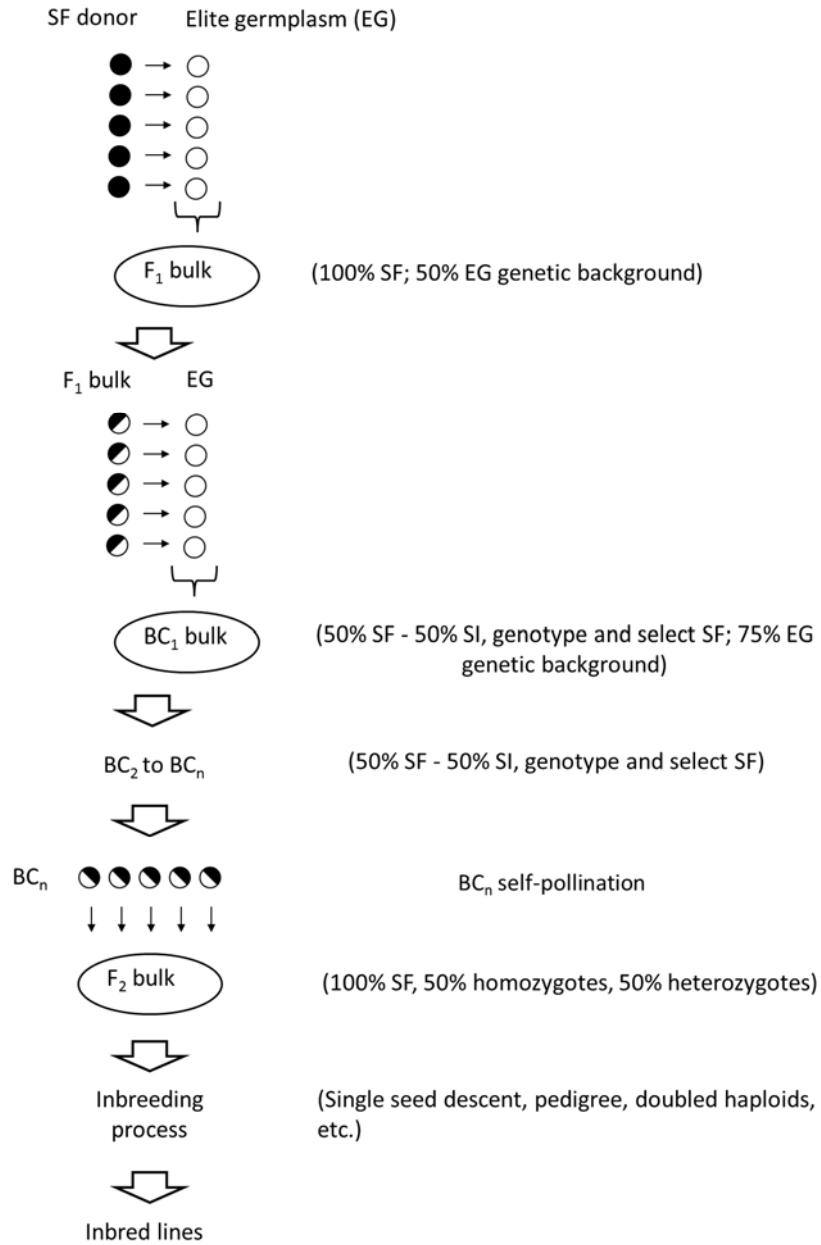 SF donor Elite germplasm (EG)
F₁ bulk (100% SF; 50% EG genetic background)
F₁ bulk EG
BC₁ bulk (50% SF - 50% SI, genotype and select SF; 75% EG
genetic background)
BC₂ to BCₙ (50% SF - 50% SI, genotype and select SF)
BCₙ BCₙ self-pollination
F₂ bulk (100% SF, 50% homozygotes, 50% heterozygotes)
Inbreeding (Single seed descent, pedigree, doubled haploids,
process etc.)
Inbred lines